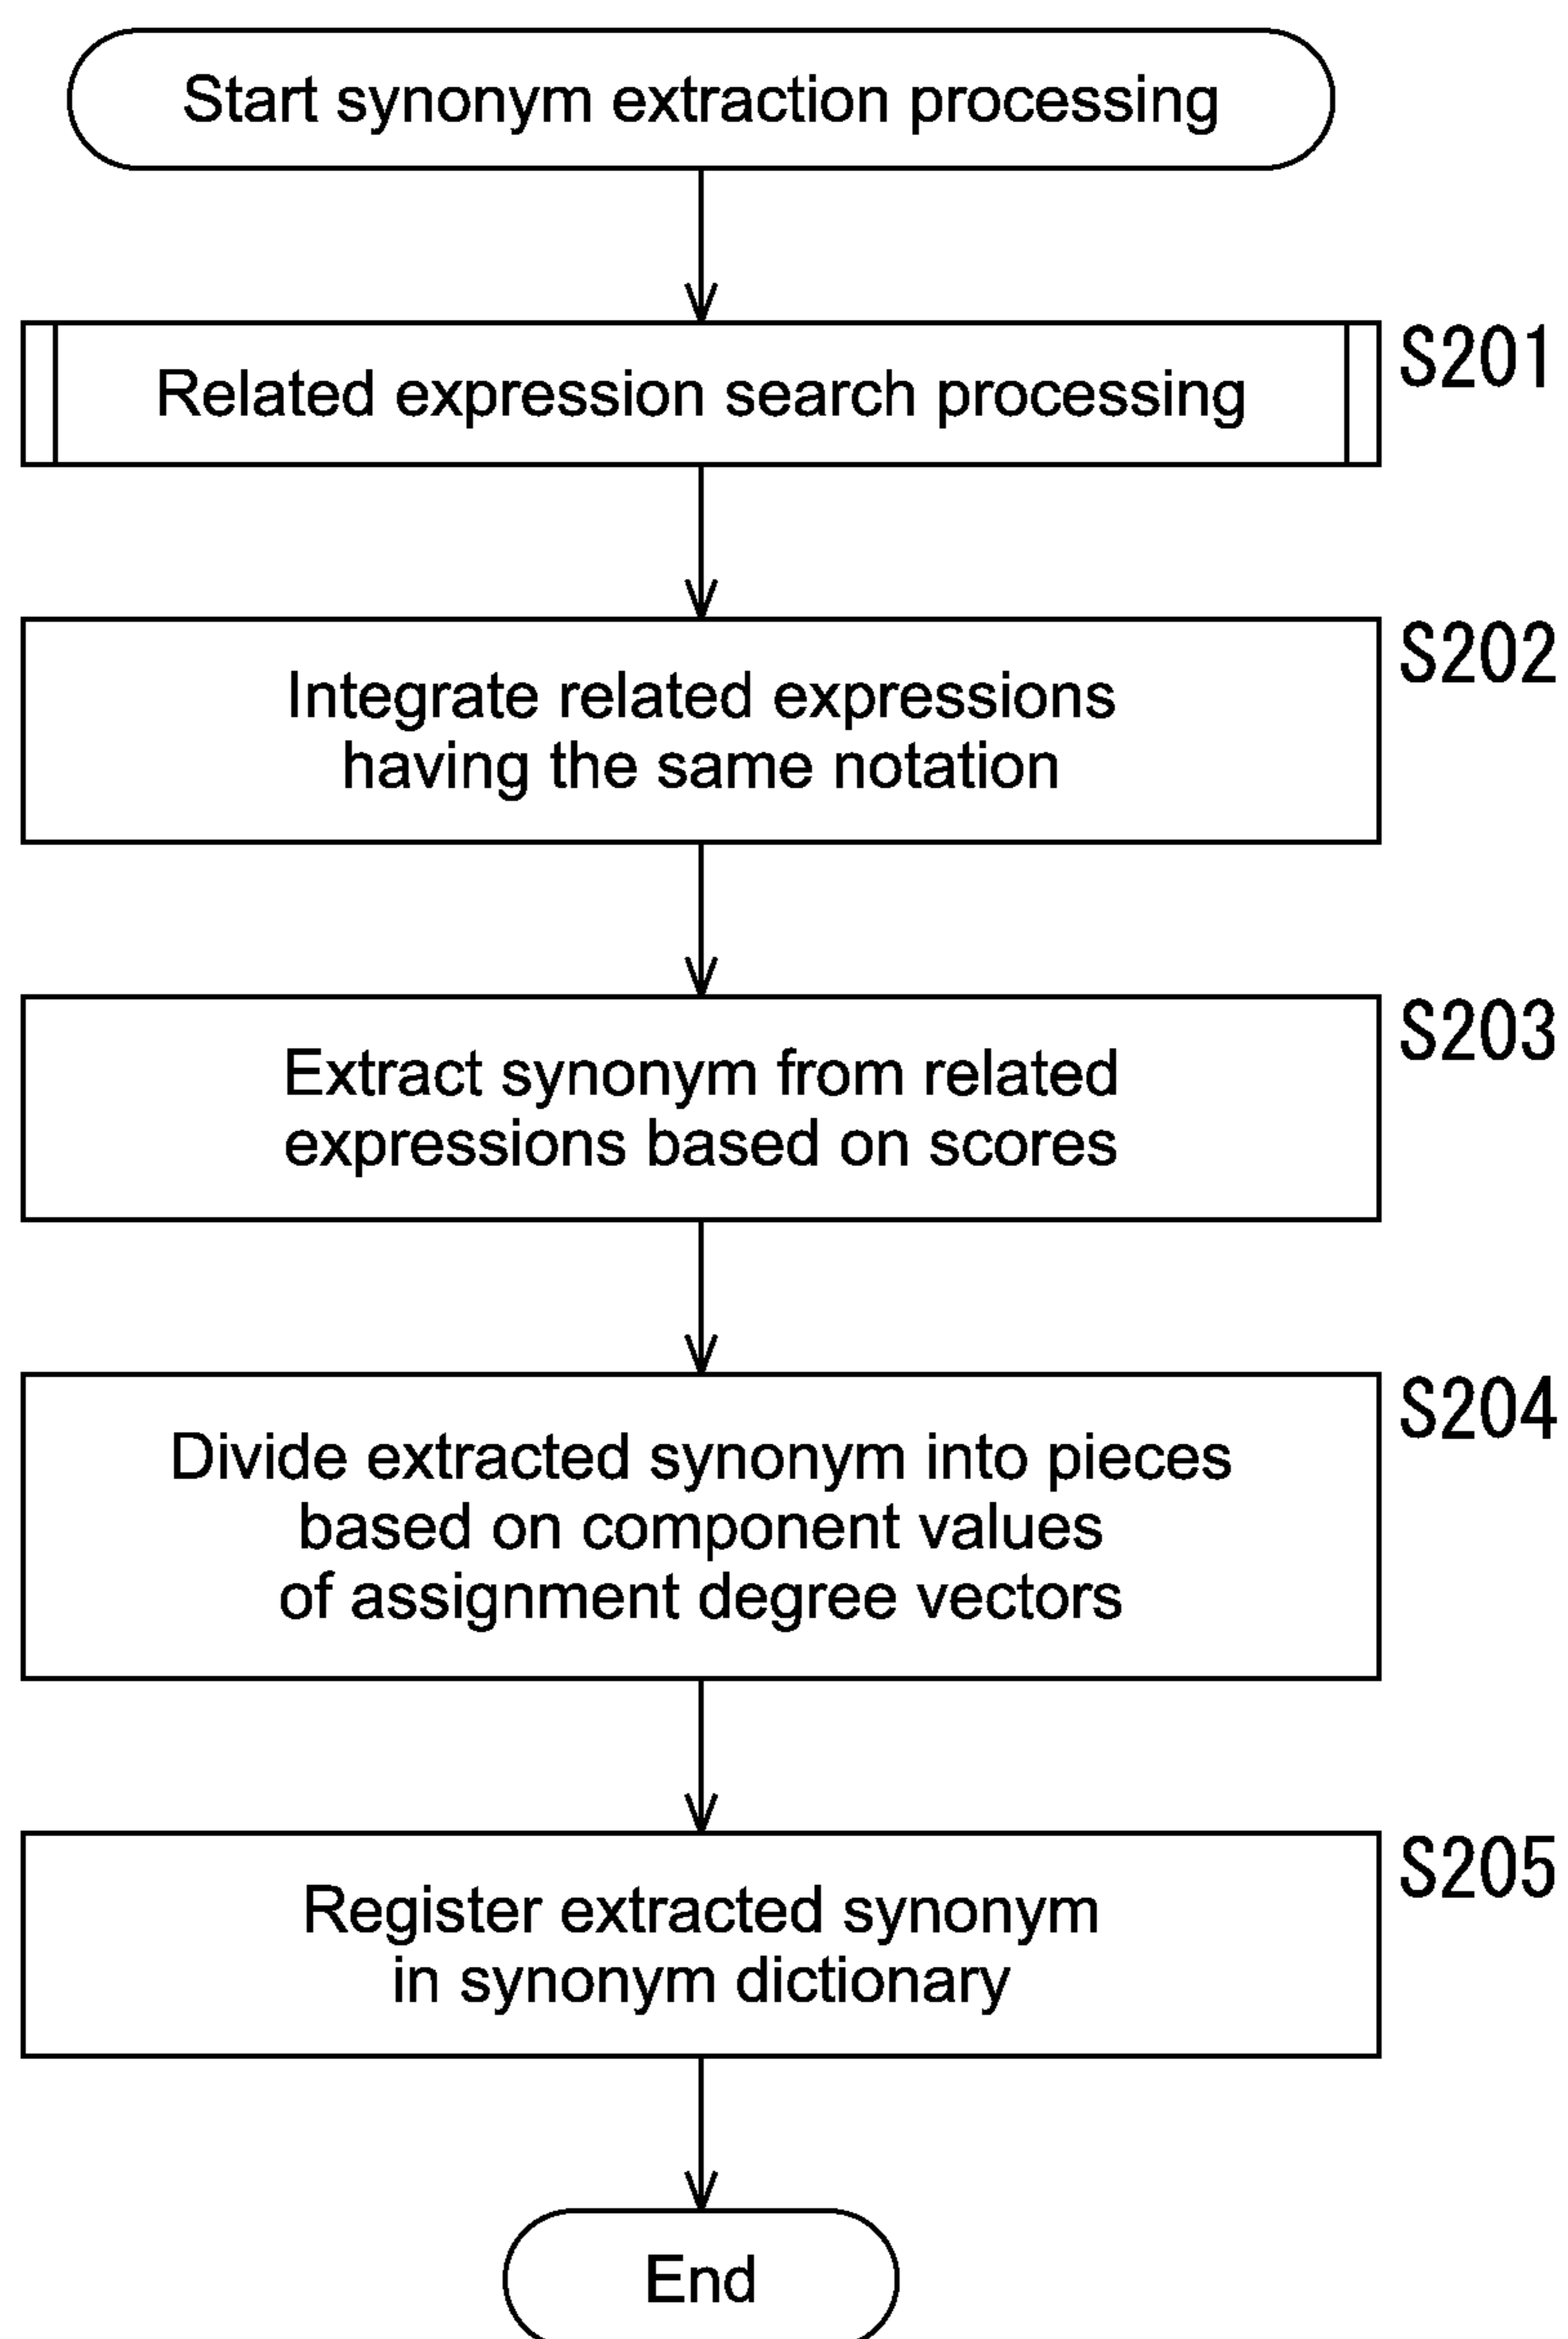 Start synonym extraction processing
Related expression search processing
S201
Integrate related expressions
having the same notation
S202
Extract synonym from related
expressions based on scores
S203
Divide extracted synonym into pieces
based on component values
of assignment degree vectors
S204
Register extracted synonym
in synonym dictionary
S205
End